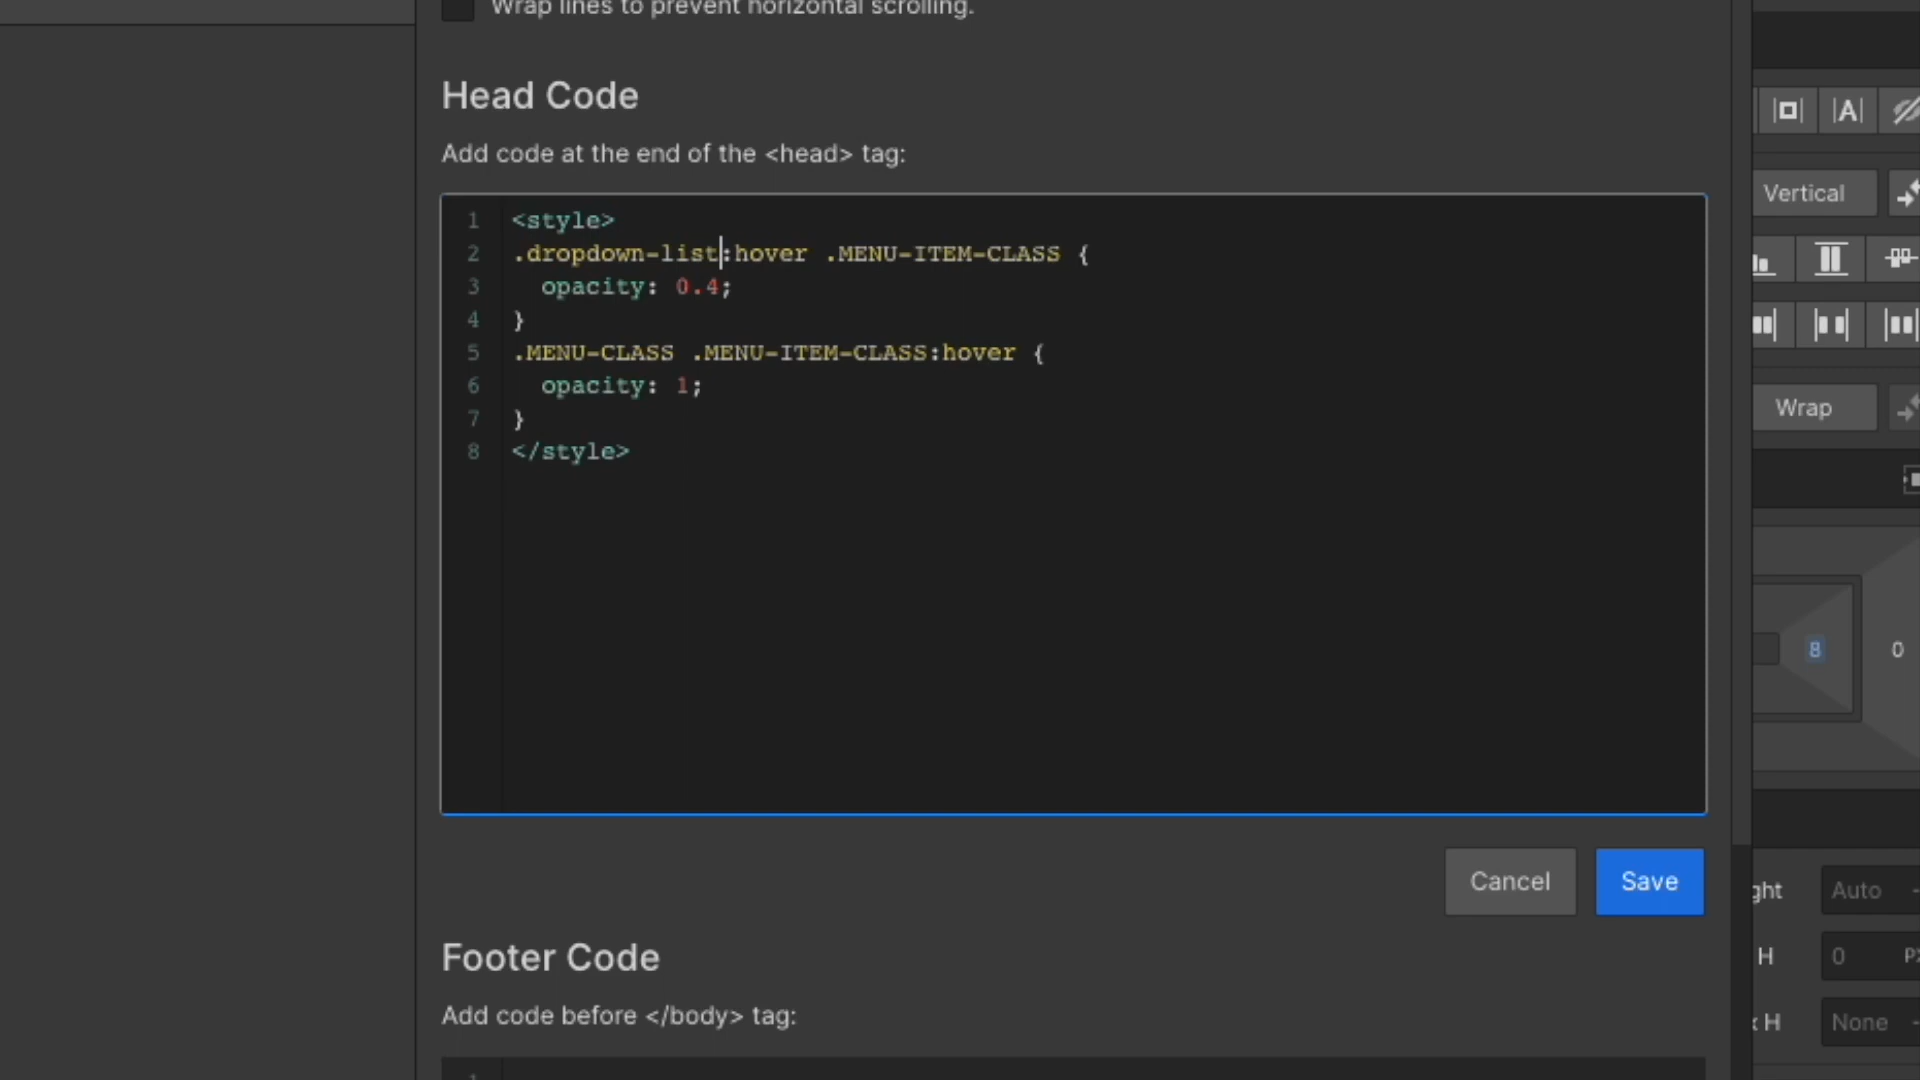 Wrap lines to prevent horizontal scrolling.
Head Code
Add code at the end of the <head> tag:
1 <style>
2 .dropdown-list:hover .MENU-ITEM-CLASS {
3 opacity: 0.4;
4 }
5 .MENU-CLASS .MENU-ITEM-CLASS:hover {
6 opacity: 1;
7 }
8 </style>
Cancel Save
Footer Code
Add code before </body> tag:
1
A
Vertical
Wrap
8 0
Auto -
H 0
H None -